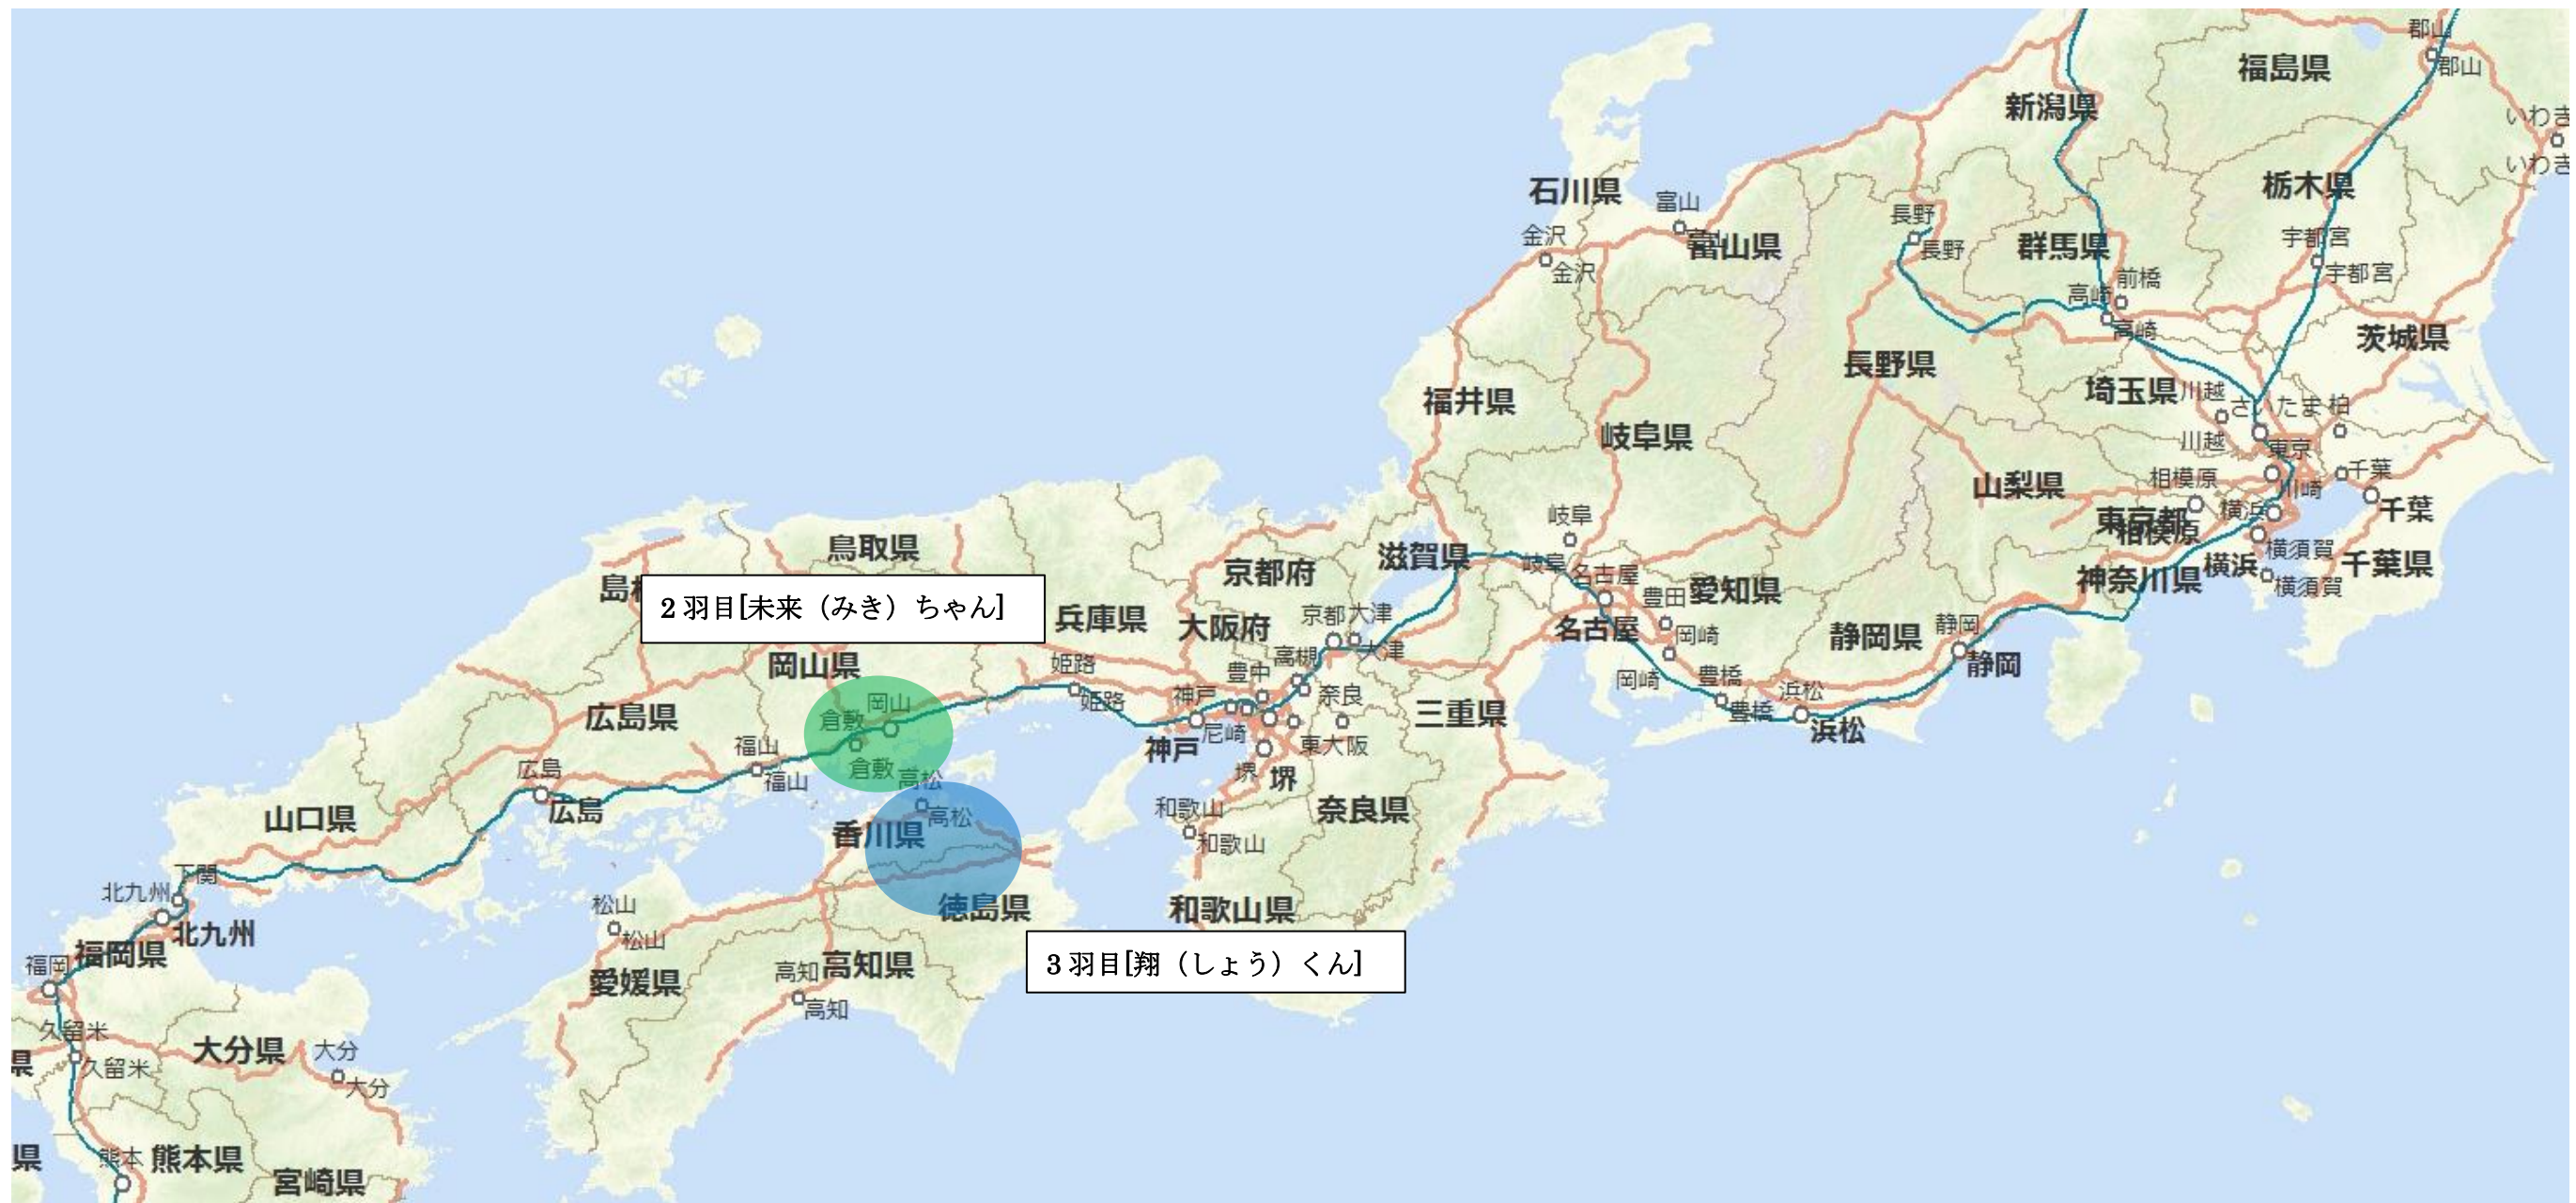 郡山
郡山
福島県
新潟県
いわき
いわき
石川県
富山
栃木県
長野
金沢
富山県
長野
群馬県
宇都宮
金沢
前橋
宇都宮
高崎
高崎
茨城県
長野県
福井県
埼玉県
川越
さいたま
柏
岐阜県
川越
東京
千葉
相模原
山梨県
川崎
千葉
岐阜
横浜
東京都
相模原
鳥取県
滋賀県
岐阜
横須賀
京都府
名古屋
横浜
千葉県
神奈川県
横須賀
島根
豊田
愛知県
2羽目[未来（みき）ちゃん]
兵庫県
大阪府
京都
大津
名古屋
岡崎
静岡県
静岡
大津
高槻
岡山県
姫路
豊中
静岡
岡崎
豊橋
浜松
神戸
奈良
姫路
岡山
倉敷
広島県
三重県
豊橋
浜松
尼崎
神戸
東大阪
福山
倉敷
広島
福山
高松
堺
堺
山口県
広島
高松
和歌山
奈良県
香川県
和歌山
下関
北九州
松山
徳島県
和歌山県
北九州
松山
福岡県
福岡
高知
高知県
3羽目[翔（しょう）くん]
愛媛県
高知
久留米
大分県
大分
県
久留米
大分
県
熊本
熊本県
宮崎県